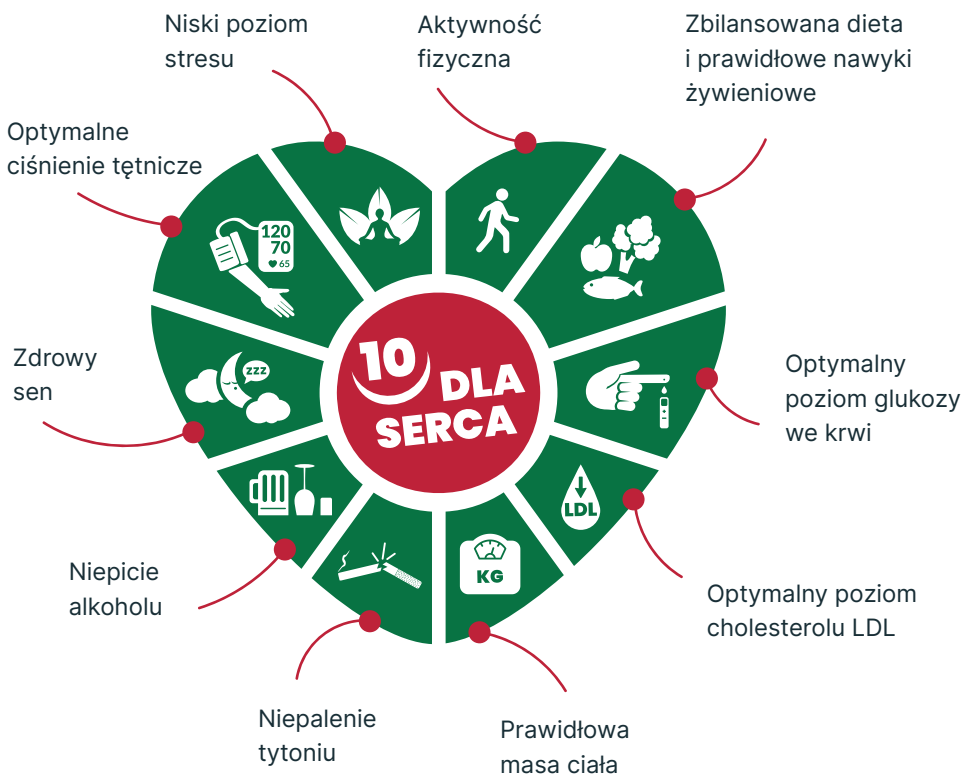 Niski poziom
stresu
Aktywność
fizyczna
Zbilansowana dieta
i prawidłowe nawyki
żywieniowe
Optymalne
ciśnienie tętnicze
120
70
65
Zdrowy
sen
zzz
10
DLA
SERCA
Optymalny
poziom glukozy
we krwi
LDL
KG
Niepicie
alkoholu
Optymalny poziom
cholesterolu LDL
Niepalenie
tytoniu
Prawidłowa
masa ciała